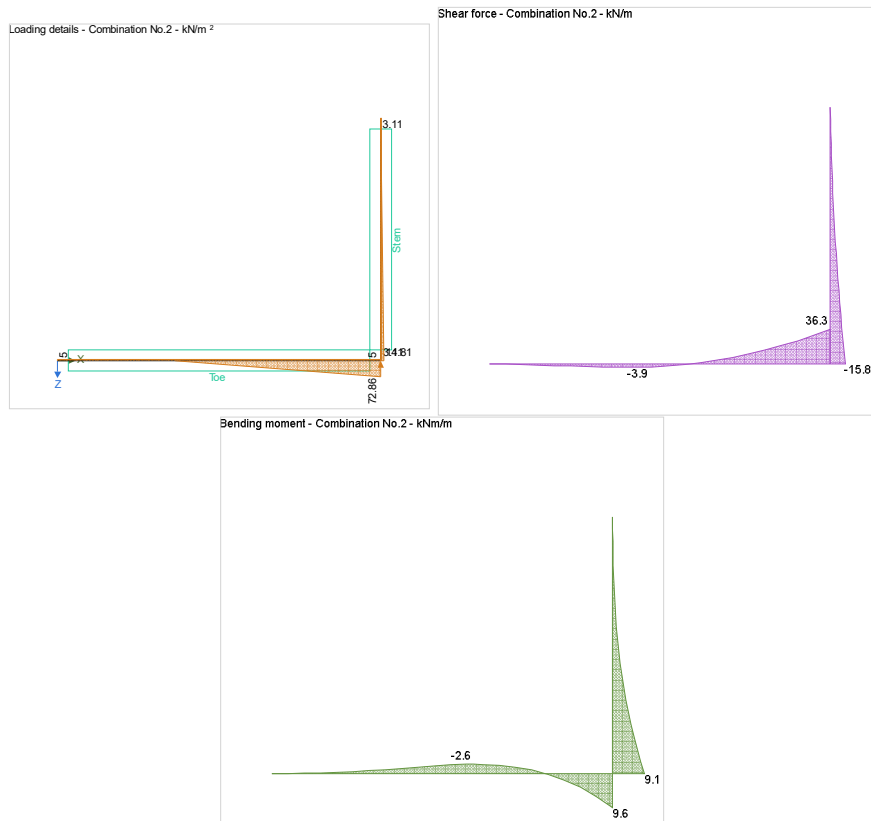 Loading details - Combination No.2 - kN/m ²
3.11
Stem
5
X
5
Z
Toe
72.86
Shear force - Combination No.2 - kN/m
36.3
-3.9
-15.8
Bending moment - Combination No.2 - kNm/m
-2.6
9.1
9.6